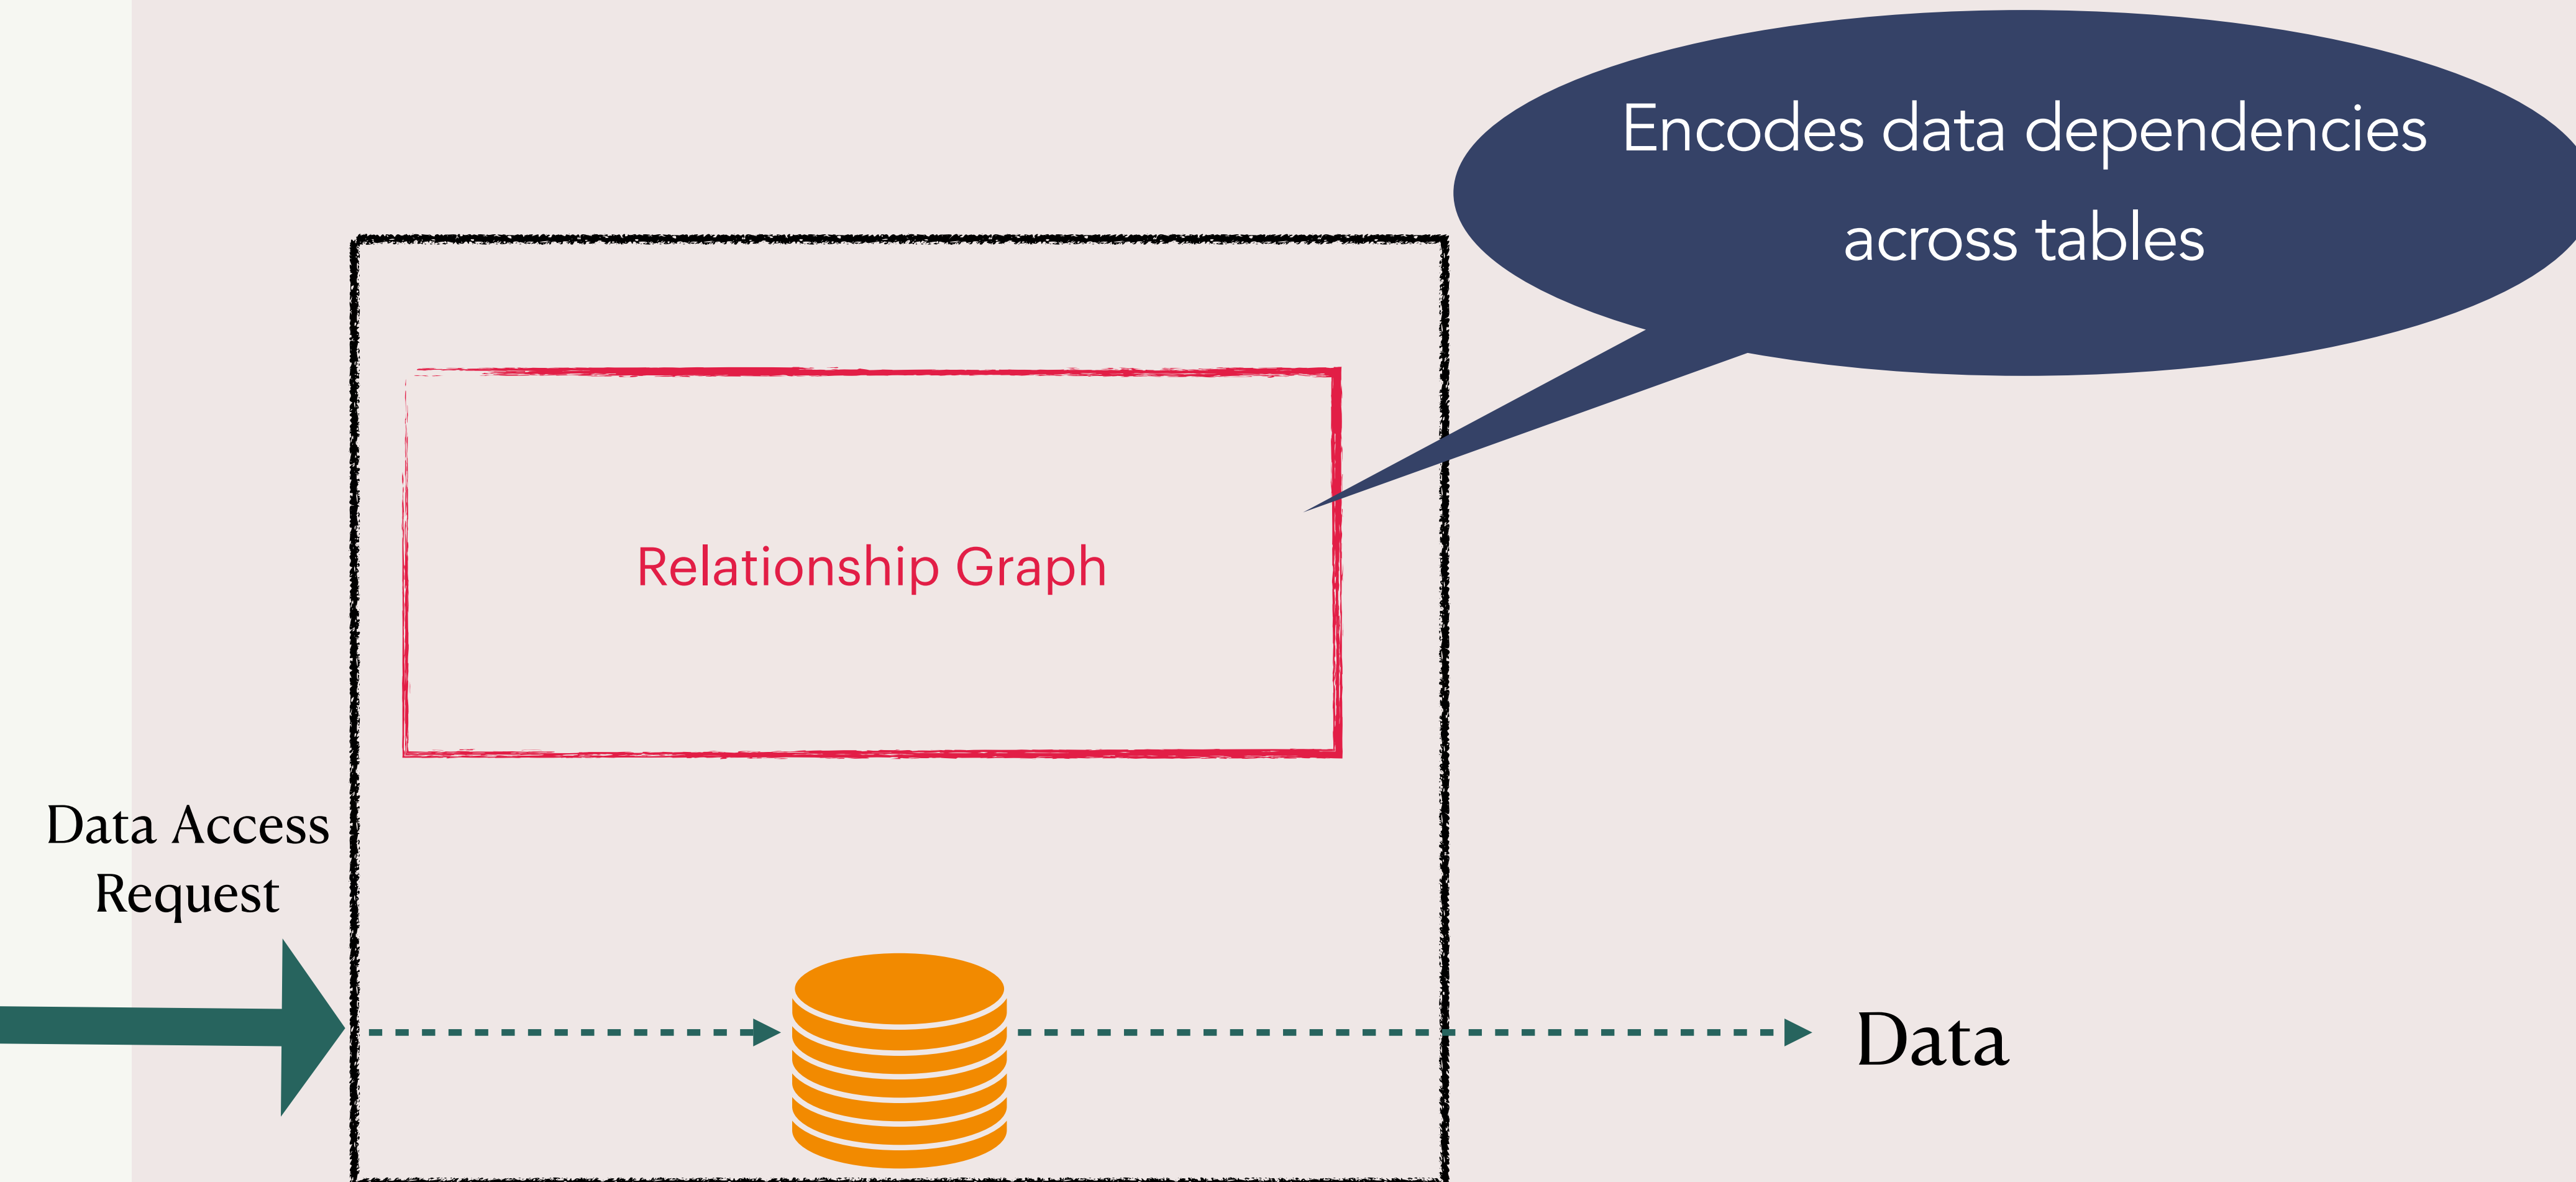 Encodes data dependencies
across tables
Relationship Graph
Data Access
Request
Data